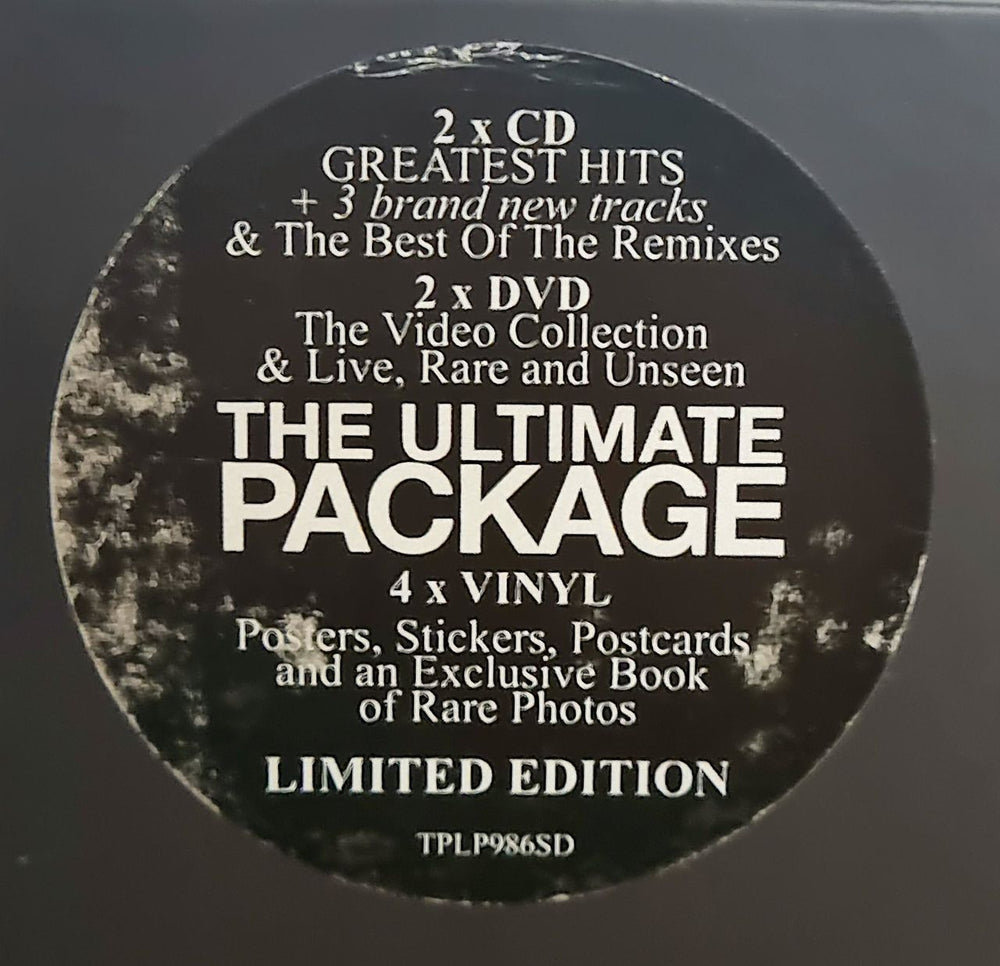 2 x CD
GREATEST HITS
+ 3 brand new tracks
& The Best Of The Remixes
2 x DVD
The Video Collection
& Live, Rare and Unseen
THE ULTIMATE
PACKAGE
4 x VINYL
Posters, Stickers, Postcards
and an Exclusive Book
of Rare Photos
LIMITED EDITION
TPLP986SD